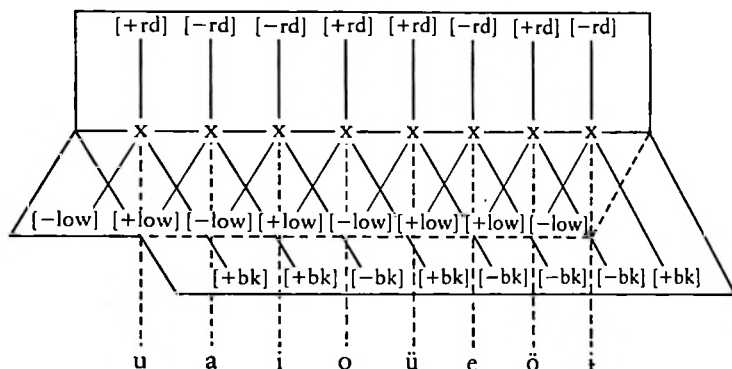 [+rd] [−rd] [−rd] [+rd] [+rd] [−rd] [+rd] [−rd]
x x x x x x x x
[−low] [+low] [−low] [+low] [−low] [+low] [+low] [−low]
[+bk] [+bk] [−bk] [+bk] [−bk] [−bk] [−bk] [+bk]
u a i o ü e ö ɨ